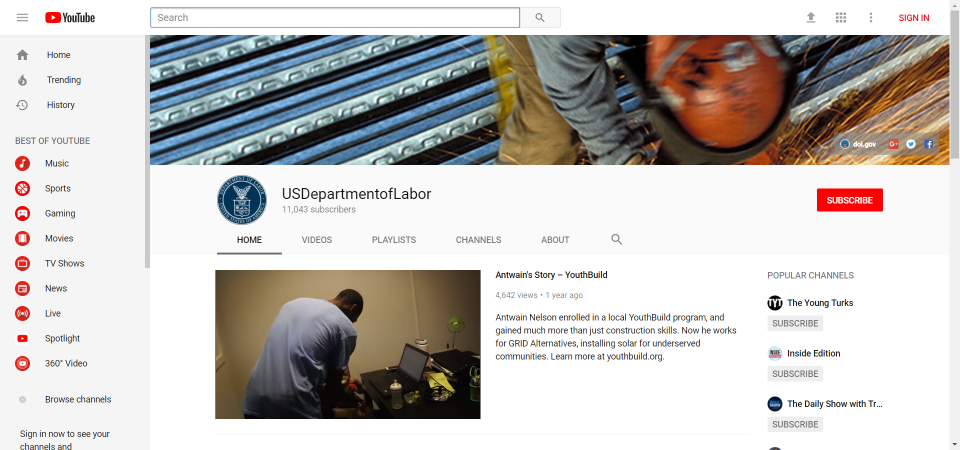 YouTube
Search
SIGN IN
Home
Trending
History
BEST OF YOUTUBE
Music
Sports
Gaming
Movies
TV Shows
News
Live
Spotlight
360° Video
Browse channels
Sign in now to see your
channels and
dol.gov
USDepartmentofLabor
11,043 subscribers
SUBSCRIBE
HOME VIDEOS PLAYLISTS CHANNELS ABOUT
Antwain's Story – YouthBuild
4,642 views • 1 year ago
Antwain Nelson enrolled in a local YouthBuild program, and
gained much more than just construction skills. Now he works
for GRID Alternatives, installing solar for underserved
communities. Learn more at youthbuild.org.
POPULAR CHANNELS
TYT
The Young Turks
SUBSCRIBE
Inside Edition
SUBSCRIBE
The Daily Show with Tr...
SUBSCRIBE